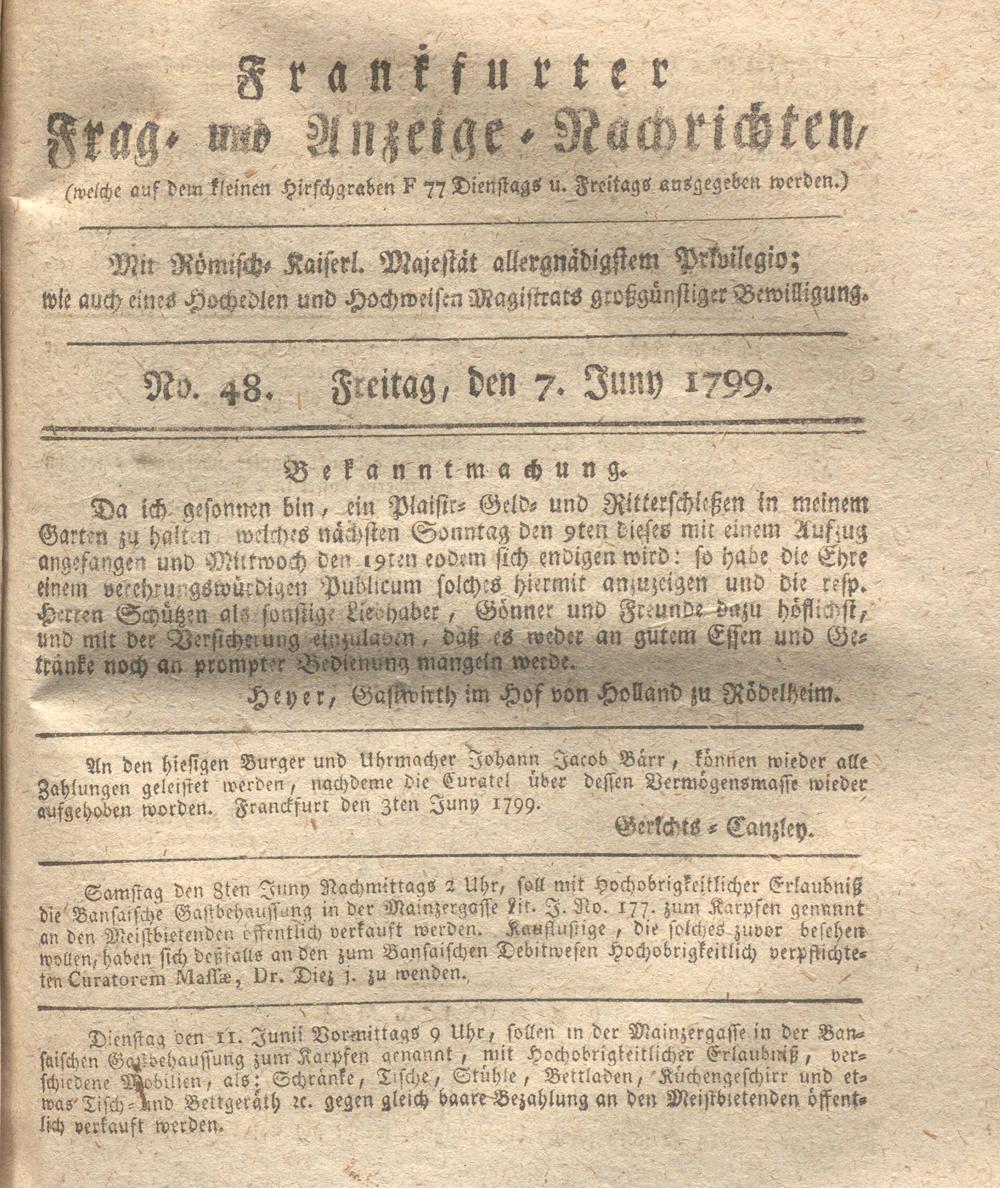 Frankfurter
Frag- und Anzeige-Nachrichten,
(welche auf dem kleinen Hirschgraben F 77 Dienstags u. Freitags ausgegeben werden.)
Mit Römisch- Kaiserl. Majestät allergnädigstem Privilegio;
wie auch eines Hochedlen und Hochweisen Magistrats großgünstiger Bewilligung.
No. 48. Freitag, den 7. Juny 1799.
Bekanntmachung.
Da ich gesonnen bin, ein Plaisir- Geld- und Ritterschießen in meinem
Garten zu halten welches nächsten Sonntag den 9ten dieses mit einem Aufzug
angefangen und Mittwoch den 19ten eodem sich endigen wird: so habe die Ehre
einem verehrungswürdigen Publicum solches hiermit anzuzeigen und die resp.
Herren Schützen als sonstige Liebhaber, Gönner und Freunde dazu höflichst,
und mit der Versicherung einzuladen, daß es weder an gutem Essen und Ge-
tränke noch an prompter Bedienung mangeln werde.
Heyer, Gastwirth im Hof von Holland zu Rödelheim.
An den hiesigen Burger und Uhrmacher Johann Jacob Bärr, können wieder alle
Zahlungen geleistet werden, nachdeme die Curatel über dessen Vermögensmasse wieder
aufgehoben worden. Franckfurt den 3ten Juny 1799.
Gerichts-Canzley.
Samstag den 8ten Juny Nachmittags 2 Uhr, soll mit Hochobrigkeitlicher Erlaubniß
die Bansaische Gastbehaussung in der Mainzergasse Lit. J. No. 177. zum Karpfen genannt
an den Meistbietenden öffentlich verkauft werden. Kauflustige, die solches zuvor besehen
wollen, haben sich deßfalls an den zum Bansaischen Debitwesen Hochobrigkeitlich verpflichte-
ten Curatorem Massæ, Dr. Diez j. zu wenden.
Dienstag den 11. Junii Vormittags 9 Uhr, sollen in der Mainzergasse in der Ban-
saischen Gastbehaussung zum Karpfen genannt, mit Hochobrigkeitlicher Erlaubniß, ver-
schiedene Mobilien, als: Schränke, Tische, Stühle, Bettladen, Küchengeschirr und et-
was Tisch- und Bettgeräth ꝛc. gegen gleich baare Bezahlung an den Meistbietenden öffent-
lich verkauft werden.